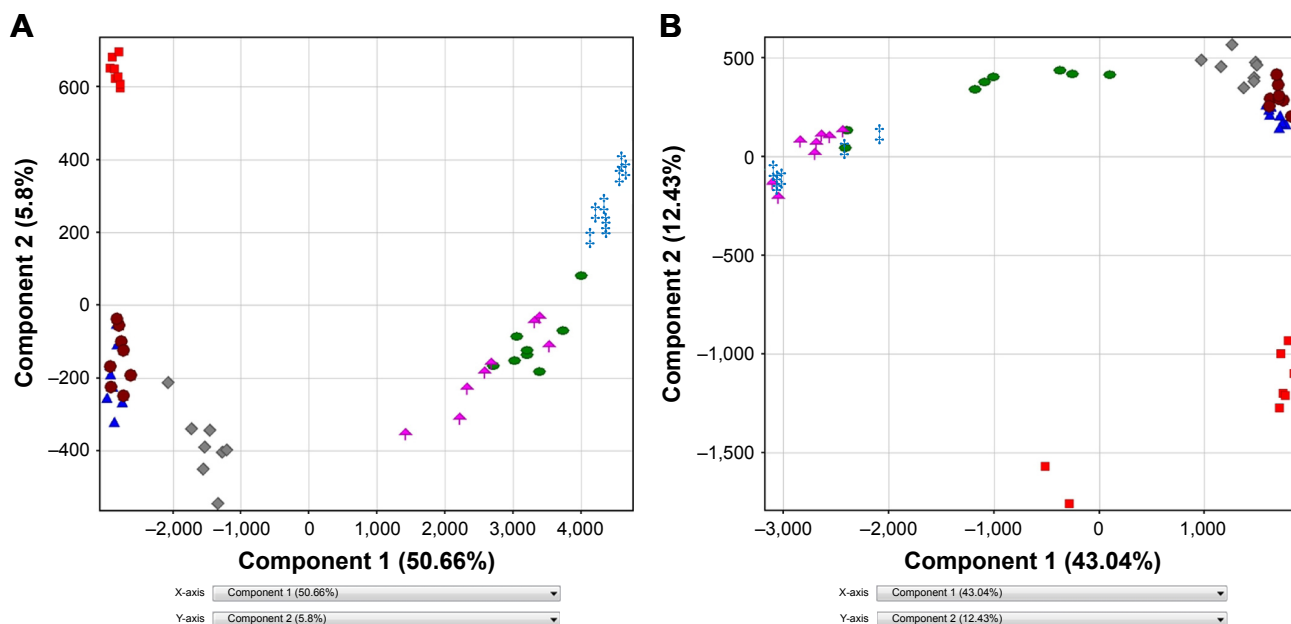 A
600
400
200
0
–200
–400
–2,000
–1,000
0
1,000
2,000
3,000
4,000
Component 2 (5.8%)
Component 1 (50.66%)
X-axis Component 1 (50.66%)
Y-axis Component 2 (5.8%)
B
500
0
–500
–1,000
–1,500
–3,000
–2,000
–1,000
0
1,000
Component 2 (12.43%)
Component 1 (43.04%)
X-axis Component 1 (43.04%)
Y-axis Component 2 (12.43%)